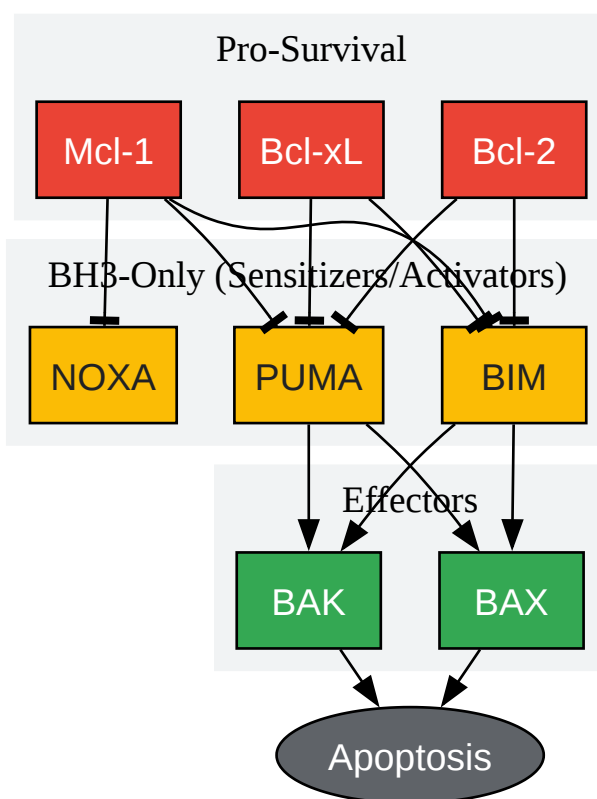 Pro-Survival
Mcl-1 Bcl-xL Bcl-2
BH3-Only (Sensitizers/Activators)
NOXA PUMA BIM
Effectors
BAK BAX
Apoptosis